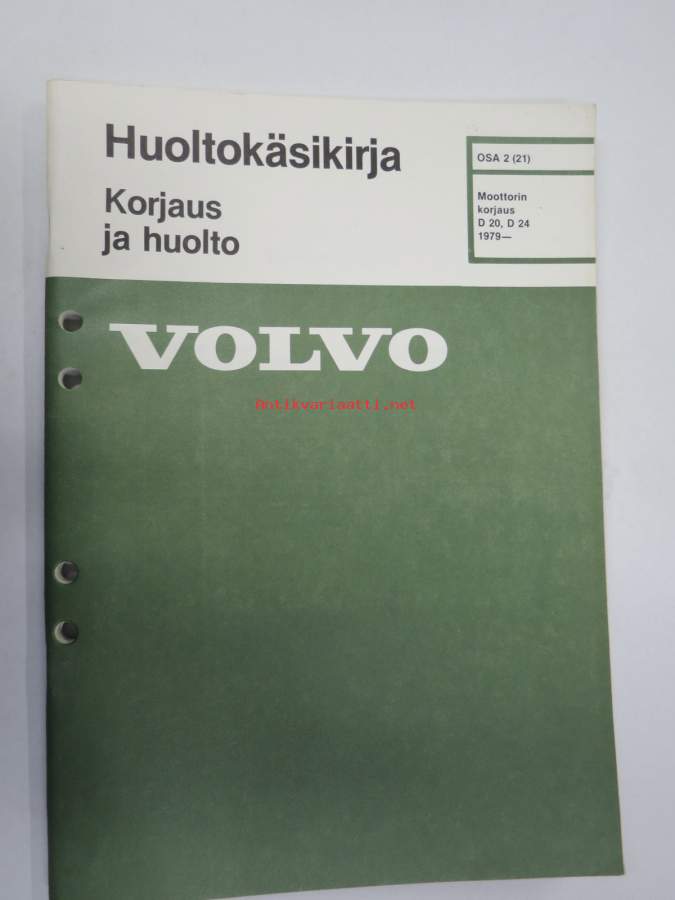 Huoltokäsikirja
Korjaus
ja huolto
OSA 2 (21)
Moottorin
korjaus
D 20, D 24
1979—
VOLVO
Antikvariaatti.net